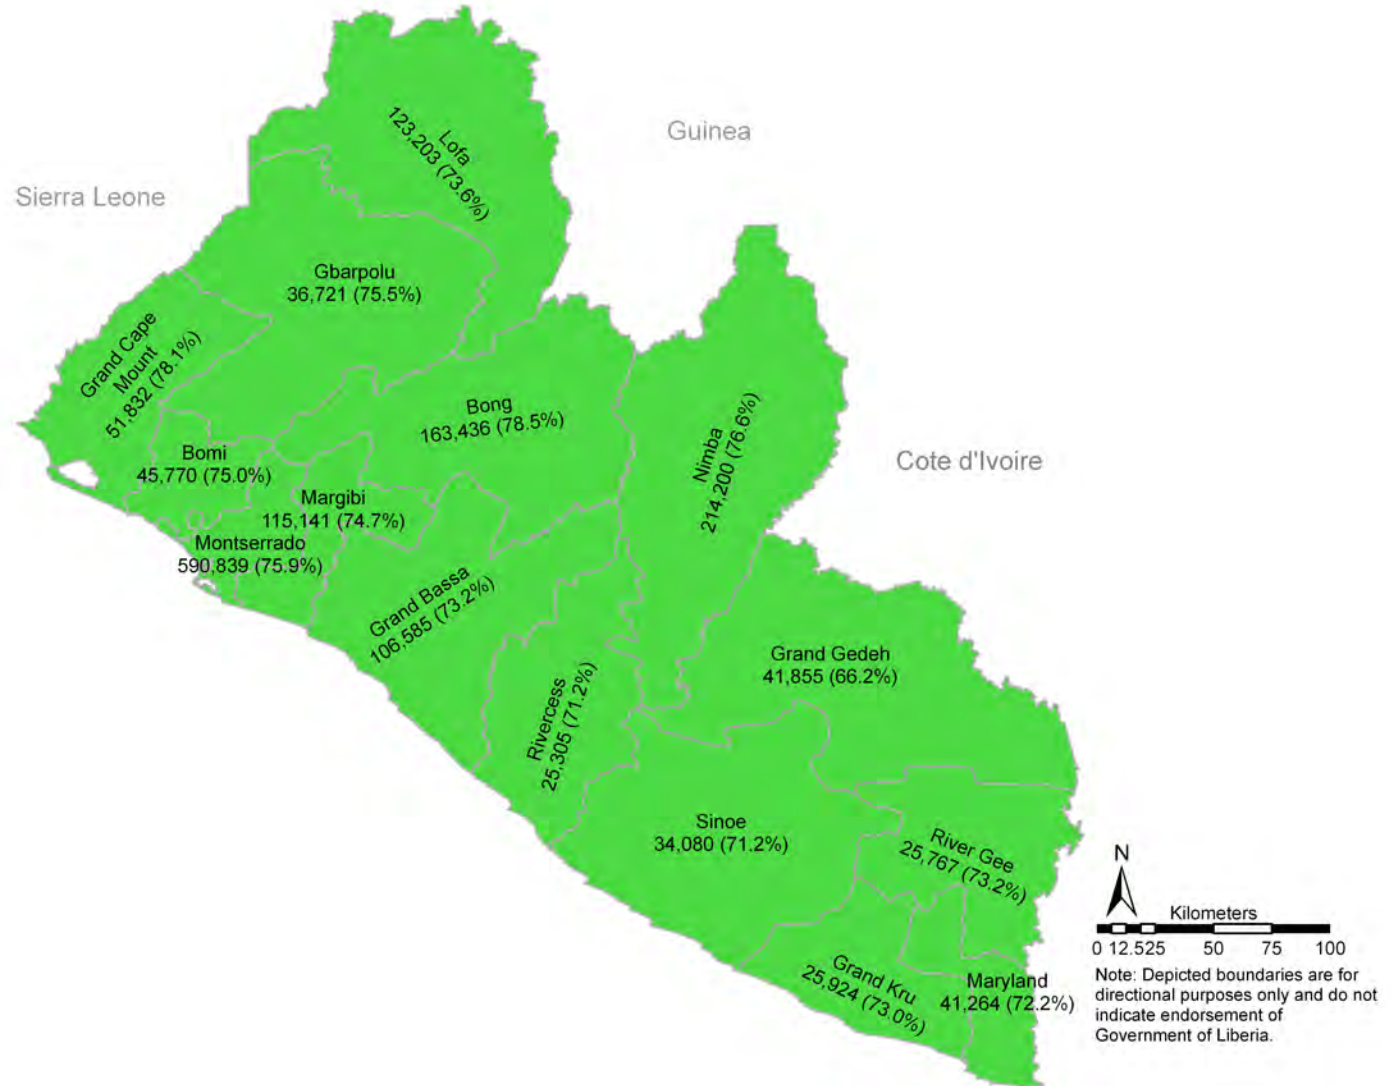 Guinea
Sierra Leone
Cote d'Ivoire
Lofa
123,203 (73.6%)
Gbarpolu
36,721 (75.5%)
Grand Cape
Mount
51,832 (78.1%)
Bong
163,436 (78.5%)
Nimba
214,200 (76.6%)
Bomi
45,770 (75.0%)
Margibi
115,141 (74.7%)
Montserrado
590,839 (75.9%)
Grand Bassa
106,585 (73.2%)
Rivercess
25,305 (71.2%)
Grand Gedeh
41,855 (66.2%)
Sinoe
34,080 (71.2%)
River Gee
25,767 (73.2%)
Grand Kru
25,924 (73.0%)
Maryland
41,264 (72.2%)
N
Kilometers
0 12.525 50 75 100
Note: Depicted boundaries are for
directional purposes only and do not
indicate endorsement of
Government of Liberia.